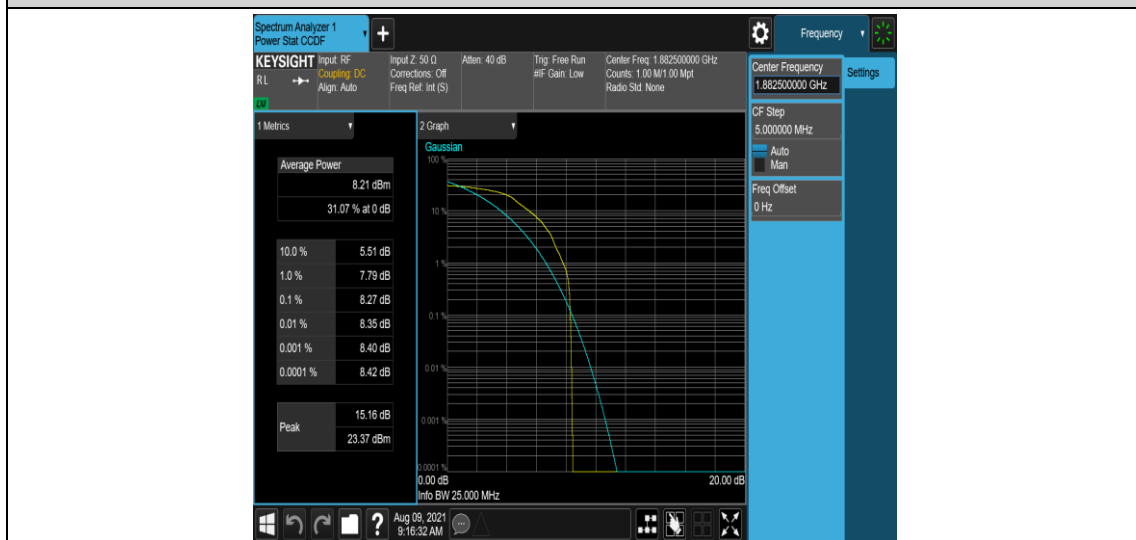 Spectrum Analyzer 1
Power Stat CCDF
+
Frequency
KEYSIGHT
RL
LXI
Input: RF
Coupling: DC
Align: Auto
Input Z: 50 Ω
Corrections: Off
Freq Ref: Int (S)
Atten: 40 dB
Trig: Free Run
#IF Gain: Low
Center Freq: 1.882500000 GHz
Counts: 1.00 M/1.00 Mpt
Radio Std: None
Center Frequency
1.882500000 GHz
Settings
CF Step
5.000000 MHz
Auto
Man
Freq Offset
0 Hz
1 Metrics
Average Power
8.21 dBm
31.07 % at 0 dB
10.0 % 5.51 dB
1.0 % 7.79 dB
0.1 % 8.27 dB
0.01 % 8.35 dB
0.001 % 8.40 dB
0.0001 % 8.42 dB
Peak
15.16 dB
23.37 dBm
2 Graph
Gaussian
100 %
10 %
1 %
0.1 %
0.01 %
0.001 %
0.0001 %
0.00 dB 20.00 dB
Info BW 25.000 MHz
?
Aug 09, 2021
9:16:32 AM